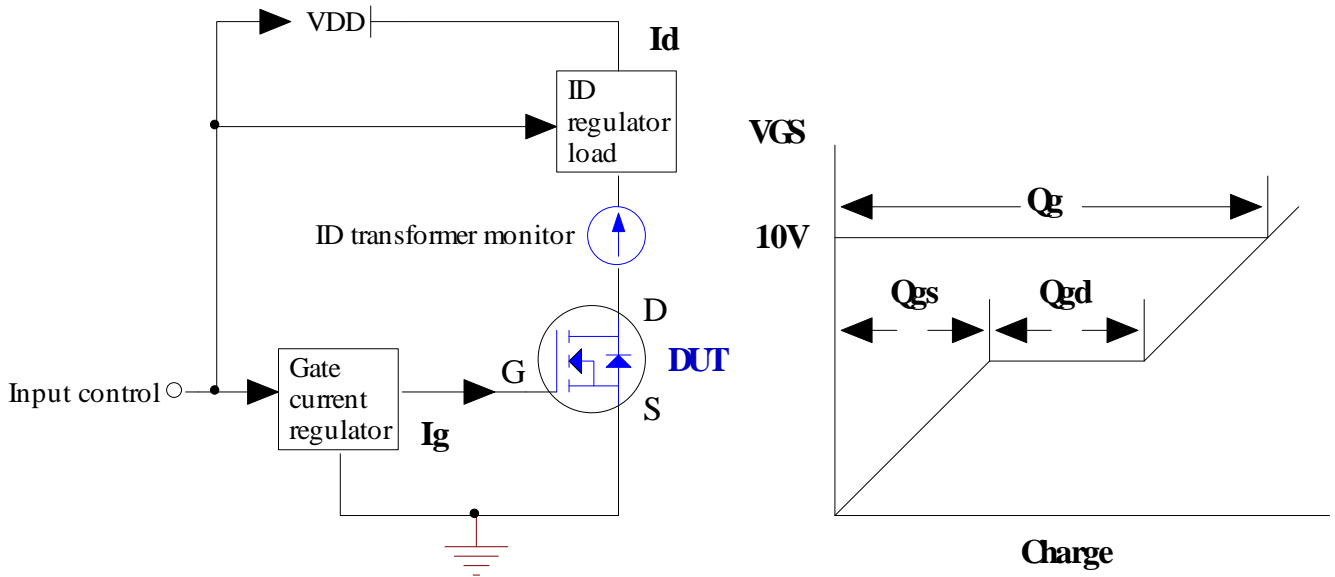 VDD
Id
ID
regulator
load
ID transformer monitor
D
DUT
G
S
Input control
Gate
current
regulator
Ig
VGS
Qg
10V
Qgs
Qgd
Charge